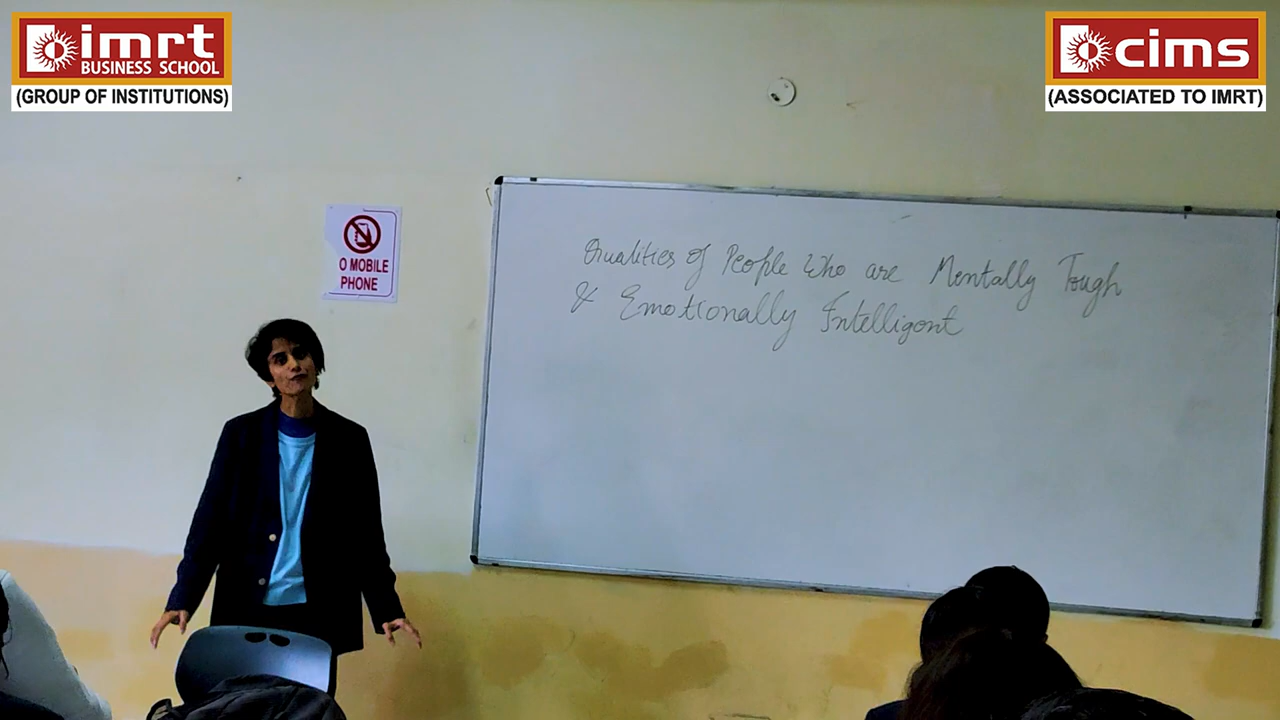 imrt
BUSINESS SCHOOL
(GROUP OF INSTITUTIONS)
cims
(ASSOCIATED TO IMRT)
O MOBILE
PHONE
Qualities of People Who are Mentally Tough
& Emotionally Intelligent